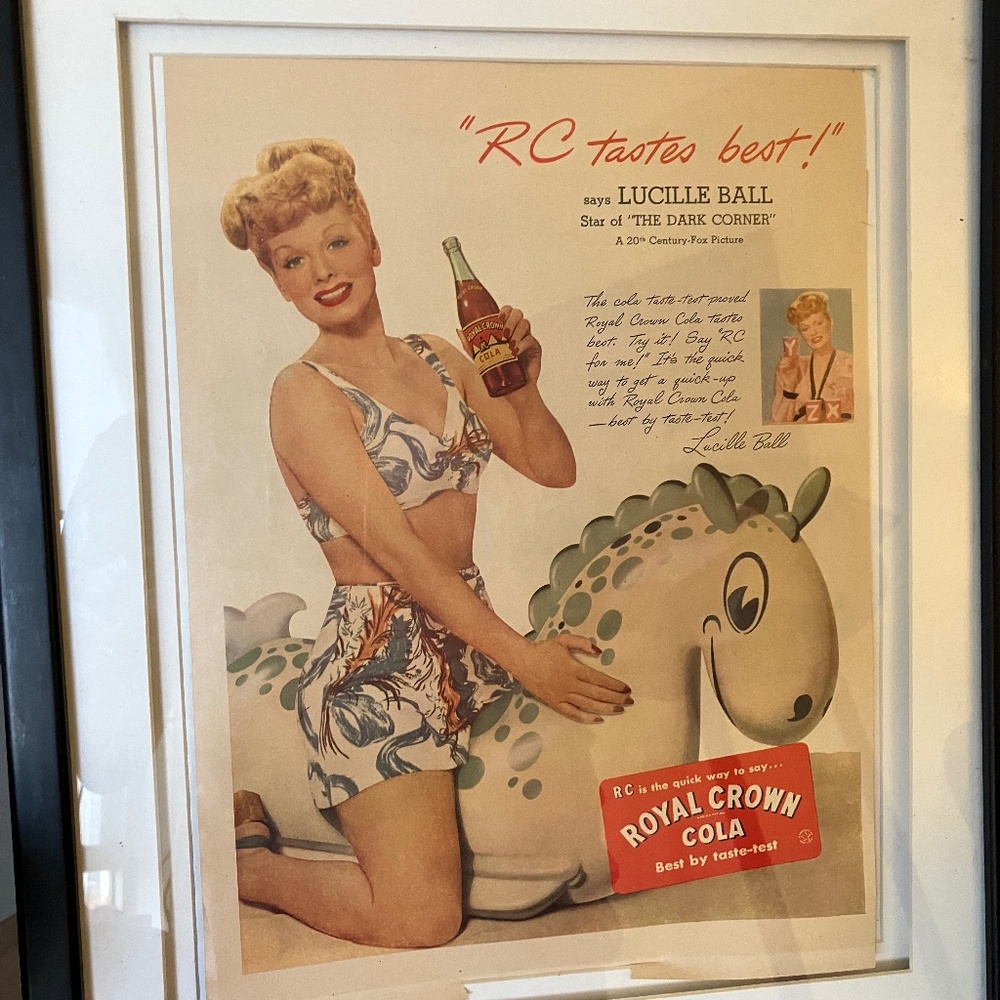 "RC tastes best!"
says LUCILLE BALL
Star of "THE DARK CORNER"
A 20th Century-Fox Picture
The cola taste-test proved
Royal Crown Cola tastes
best. Try it! Say "RC
for me!" It's the quick
way to get a quick-up
with Royal Crown Cola
—best by taste-test!
Lucille Ball
Y
Z X
ROYAL CROWN
COLA
RC is the quick way to say...
ROYAL CROWN
COLA
Best by taste-test